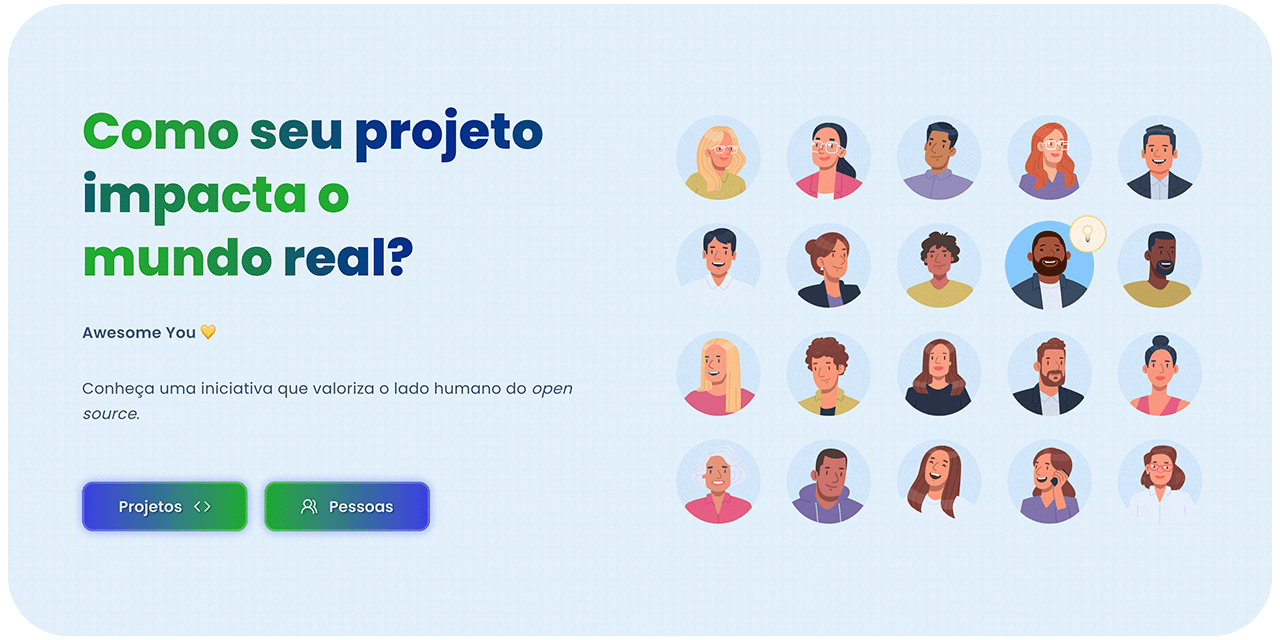 Como seu projeto
impacta o
mundo real?
Awesome You 💛
Conheça uma iniciativa que valoriza o lado humano do open
source.
Projetos <>
Pessoas